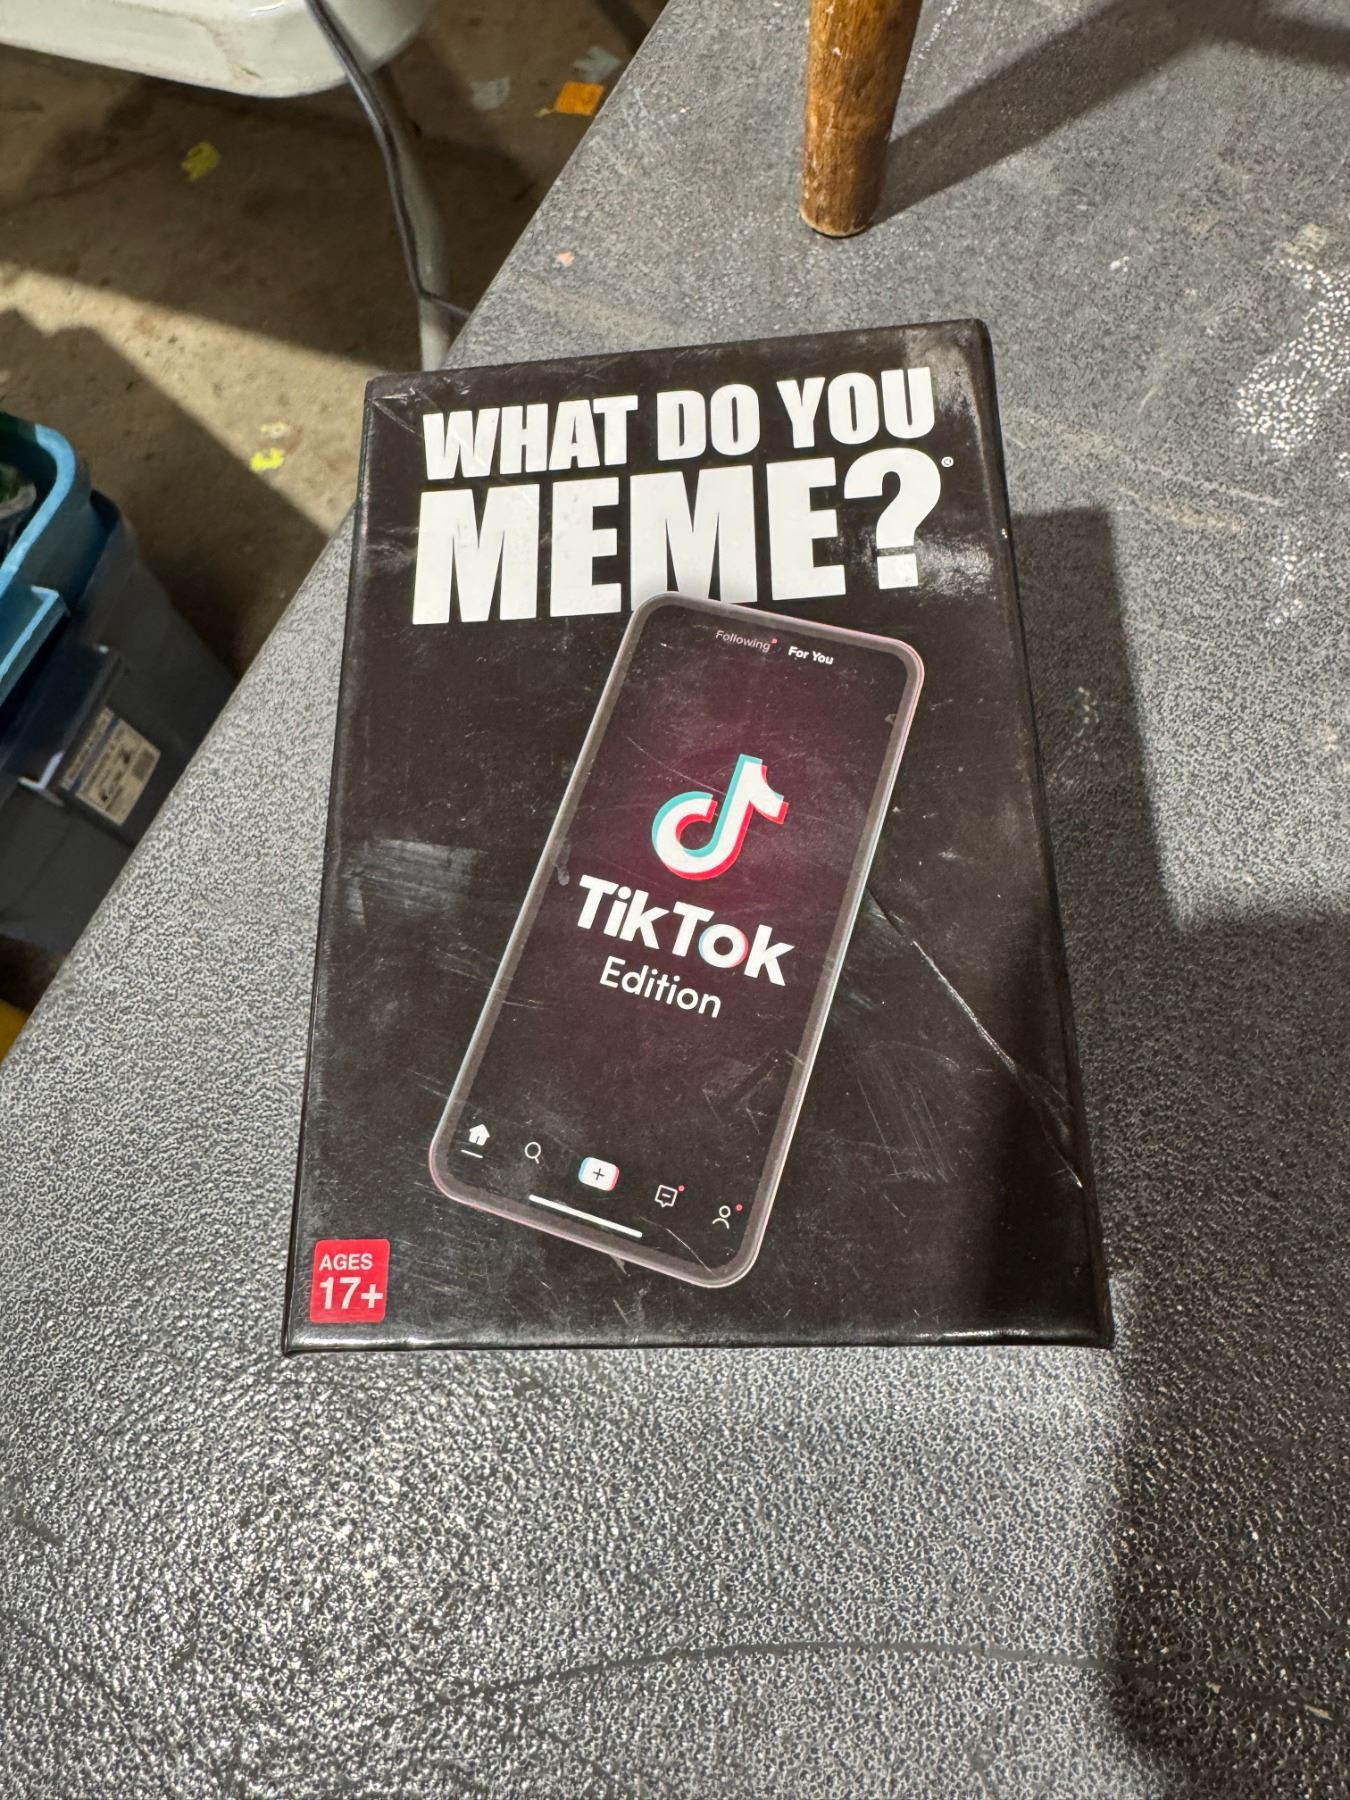 WHAT DO YOU
MEME?®
Following For You
TikTok
Edition
AGES
17+